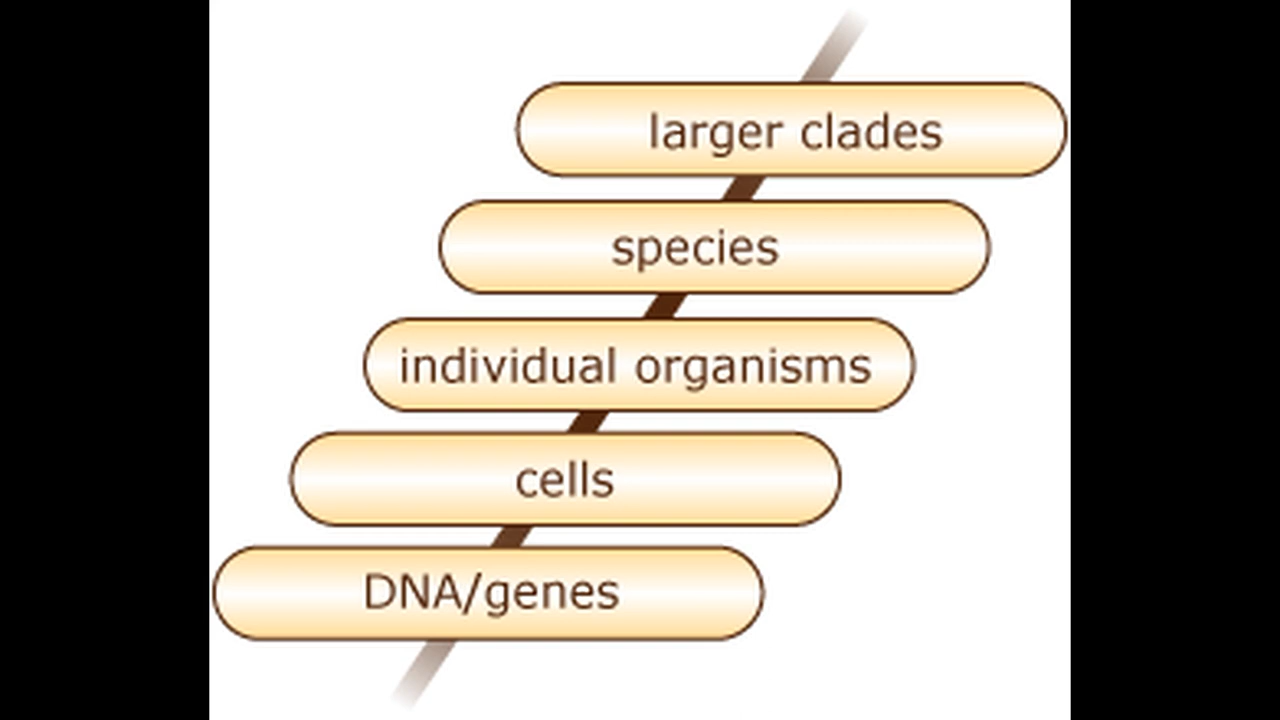 larger clades
species
individual organisms
cells
DNA/genes